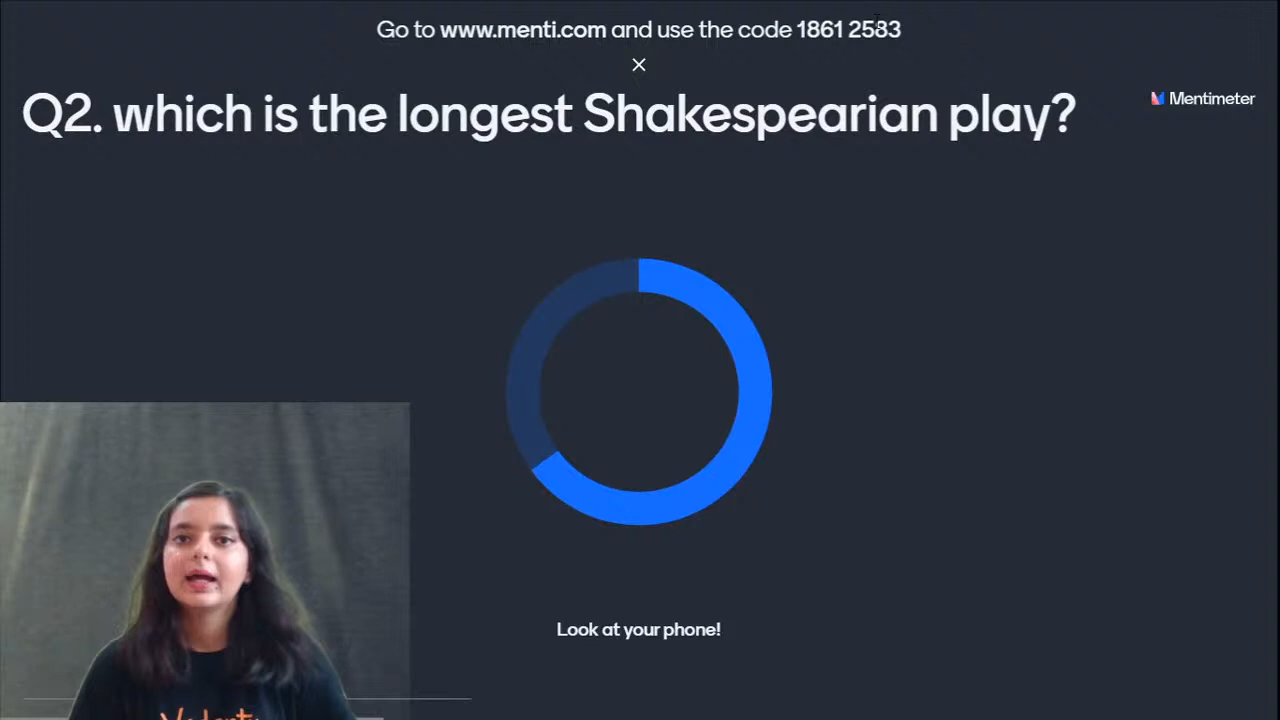 Go to www.menti.com and use the code 1861 2583
Q2. which is the longest Shakespearian play?
Mentimeter
Look at your phone!